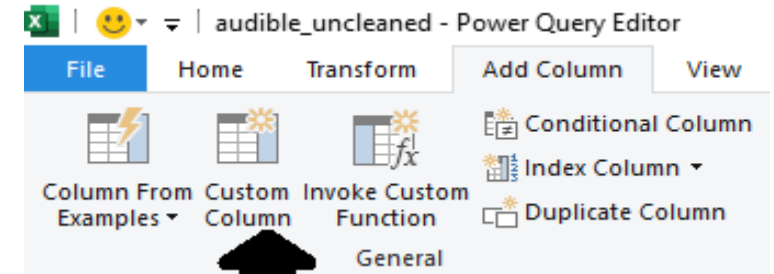 audible_uncleaned - Power Query Editor
File Home Transform Add Column View
Column From Examples
Custom Column
Invoke Custom Function
Conditional Column
Index Column
Duplicate Column
General